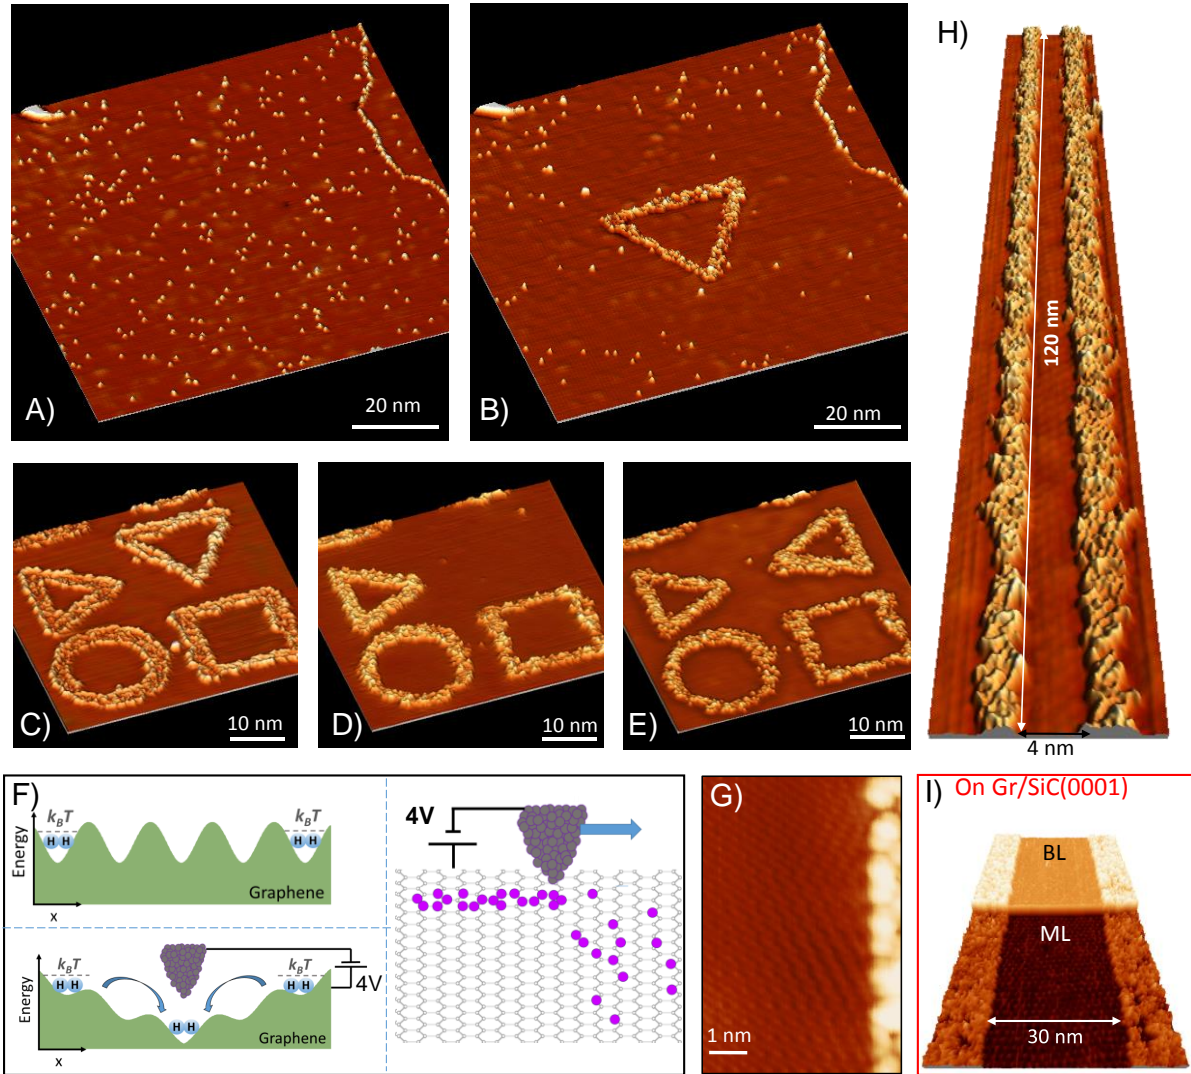 A)
20 nm
B)
20 nm
H)
120 nm
4 nm
C)
10 nm
D)
10 nm
E)
10 nm
F)
Energy
k_BT
H H
k_BT
H H
Graphene
x
Energy
k_BT
H H
k_BT
H H
4V
H H
Graphene
x
4V
G)
1 nm
I) On Gr/SiC(0001)
BL
ML
30 nm